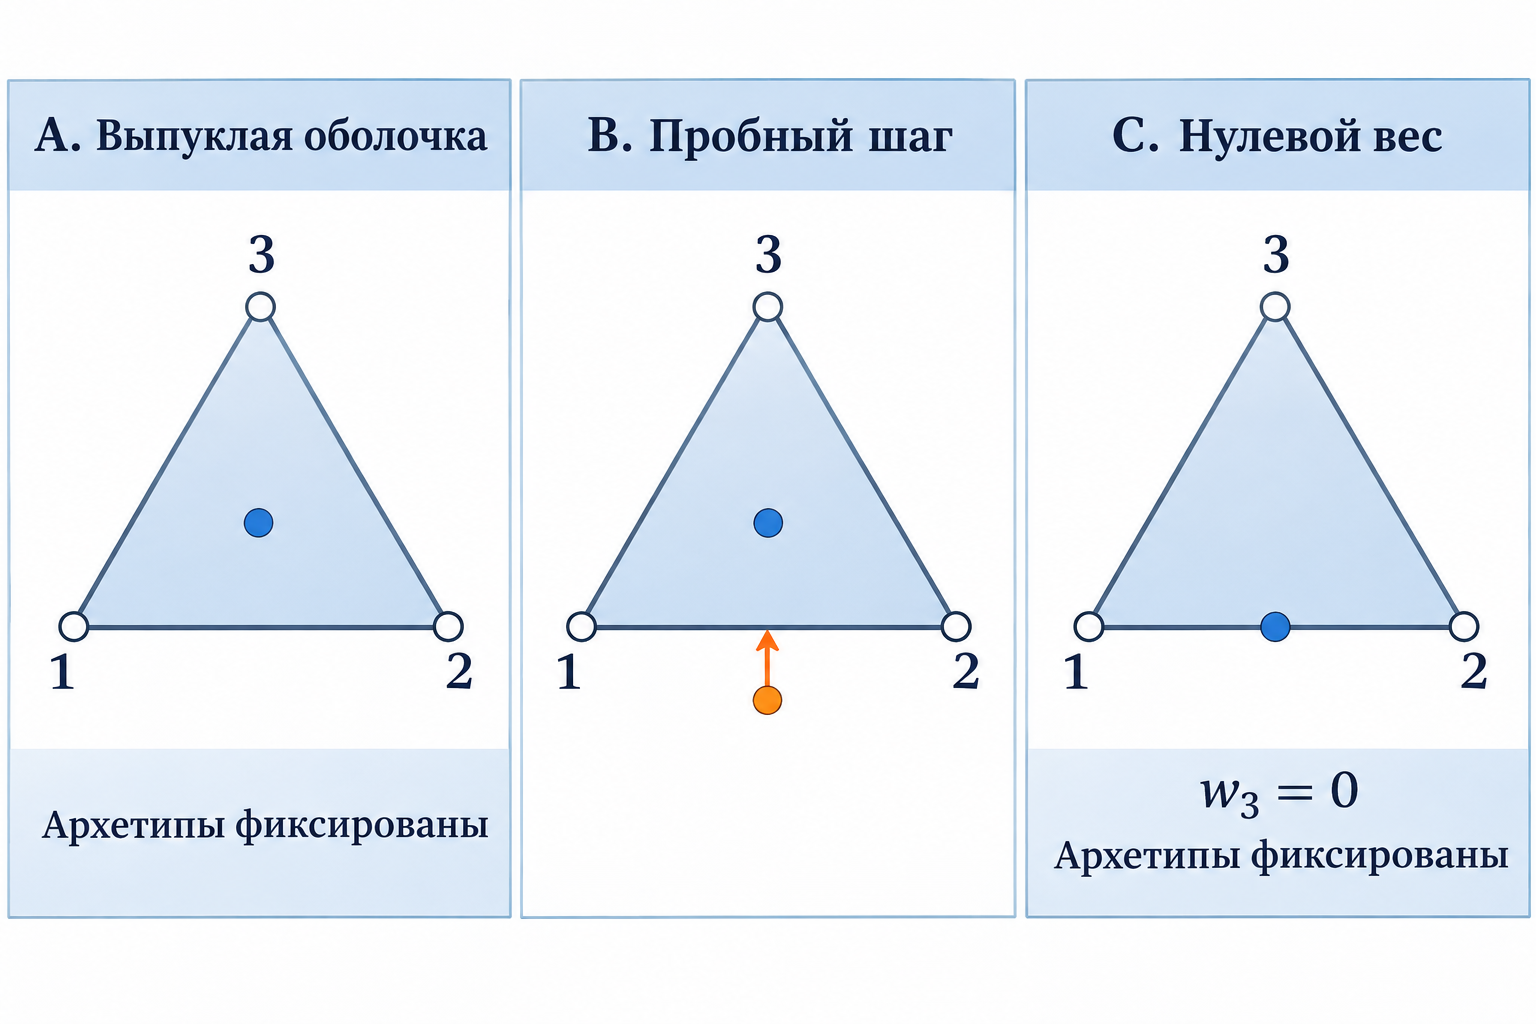 A. Выпуклая оболочка
3
1
2
Архетипы фиксированы
B. Пробный шаг
3
1
2
C. Нулевой вес
3
1
2
w₃ = 0
Архетипы фиксированы